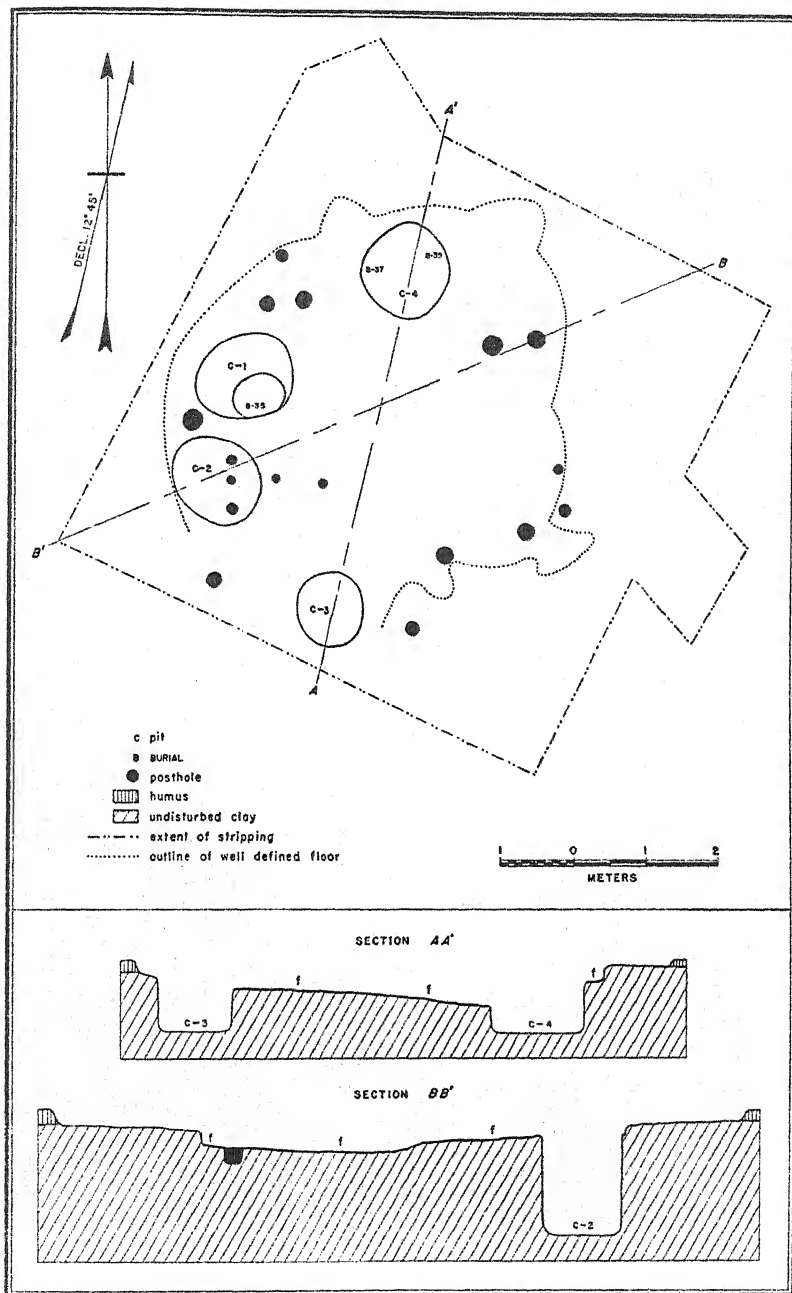 DECL. 12° 45'
A'
B-37
B-39
C-4
B
C-1
B-35
C-2
B'
C-3
A
C pit
B BURIAL
posthole
humus
undisturbed clay
extent of stripping
outline of well defined floor
1 0 1 2
METERS
SECTION AA'
f
f
f
C-3
C-4
SECTION BB'
f
f
f
C-2